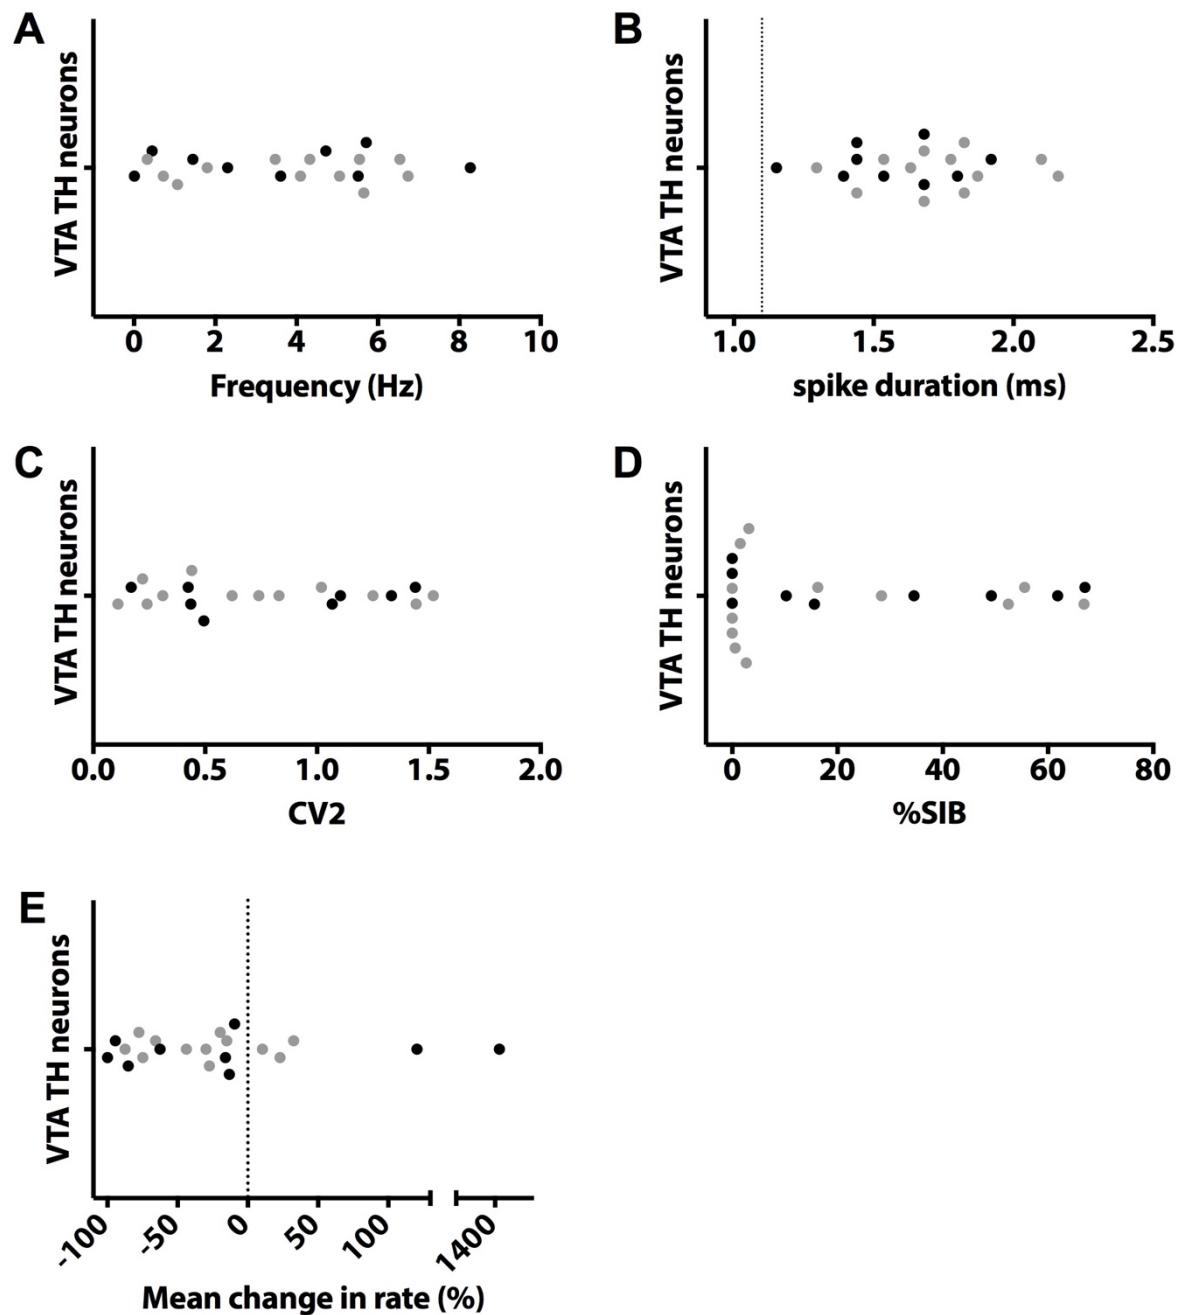 A
VTA TH neurons
0 2 4 6 8 10
Frequency (Hz)
B
VTA TH neurons
1.0 1.5 2.0 2.5
spike duration (ms)
C
VTA TH neurons
0.0 0.5 1.0 1.5 2.0
CV2
D
VTA TH neurons
0 20 40 60 80
%SIB
E
VTA TH neurons
-100 -50 0 50 100 1400
Mean change in rate (%)